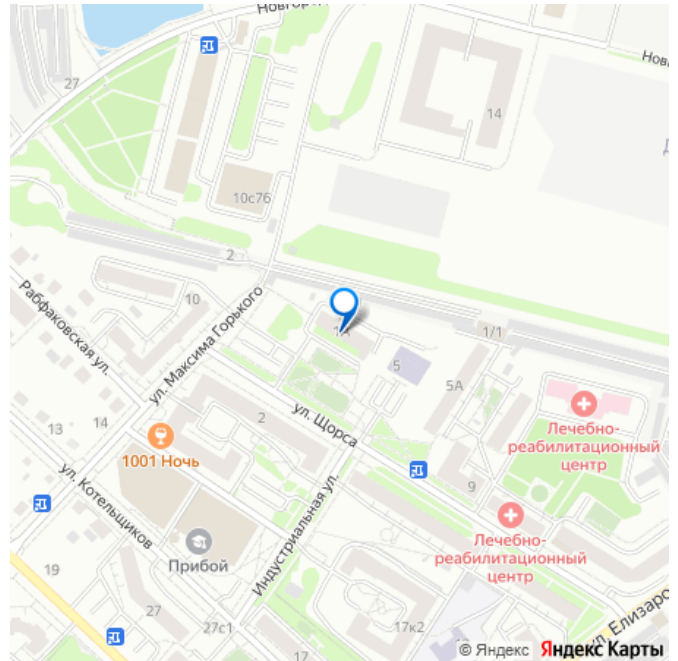 Новгород
Нов
27
14
Д
10с76
2
Рабфаковская ул.
10
ул. Максима Горького
1А
1/1
5
5А
ул. Щорса
2
14
13
1001 Ночь
Лечебно-
реабилитационный
центр
9
ул. Котельщиков
Индустриальная ул.
Прибой
Лечебно-
реабилитационный
центр
19
27
27с1
17
17к2
ул. Елизаро
© Яндекс Яндекс Карты